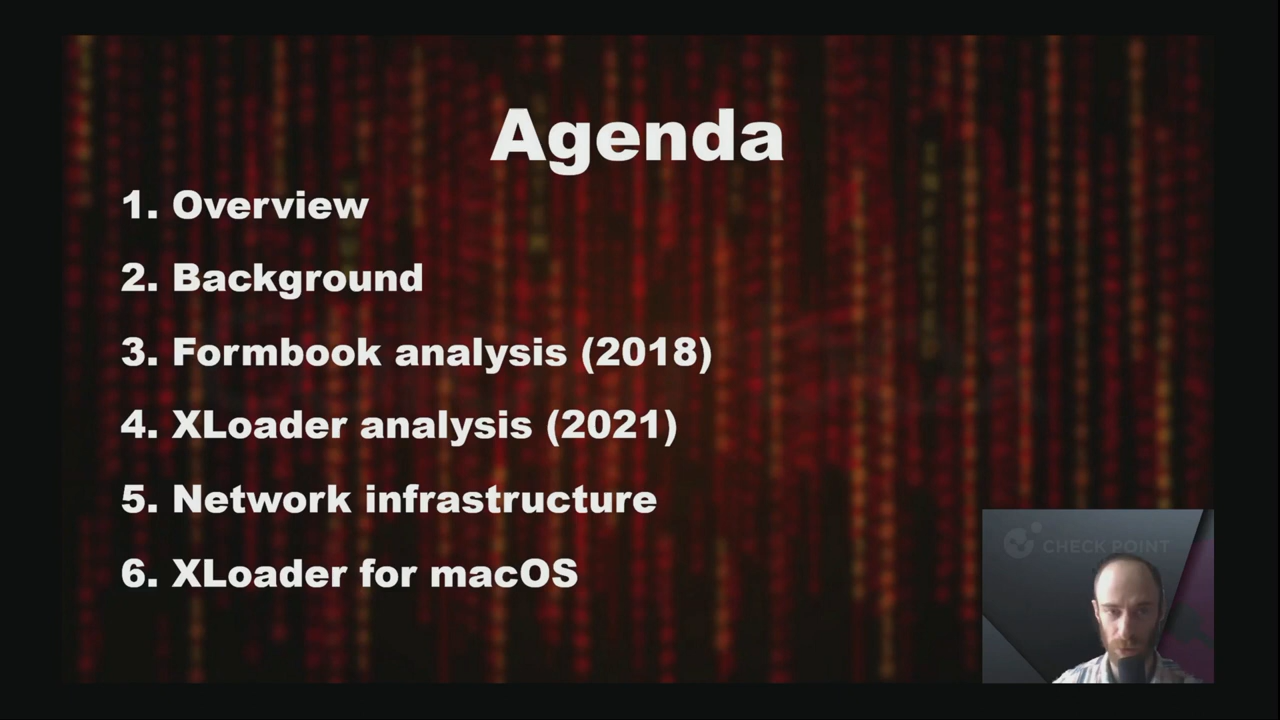 Agenda
1. Overview
2. Background
3. Formbook analysis (2018)
4. XLoader analysis (2021)
5. Network infrastructure
6. XLoader for macOS
CHECK POINT